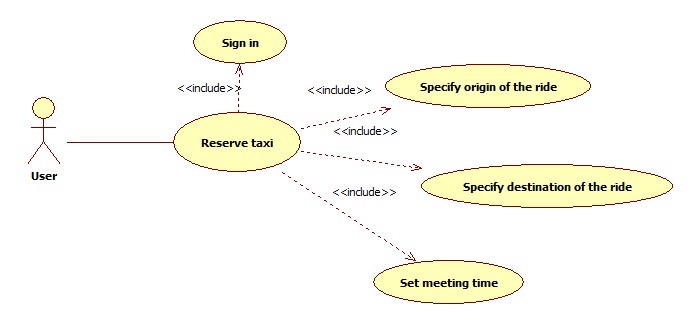 Sign in
<<include>>
<<include>>
Specify origin of the ride
<<include>>
Reserve taxi
User
<<include>>
Specify destination of the ride
Set meeting time